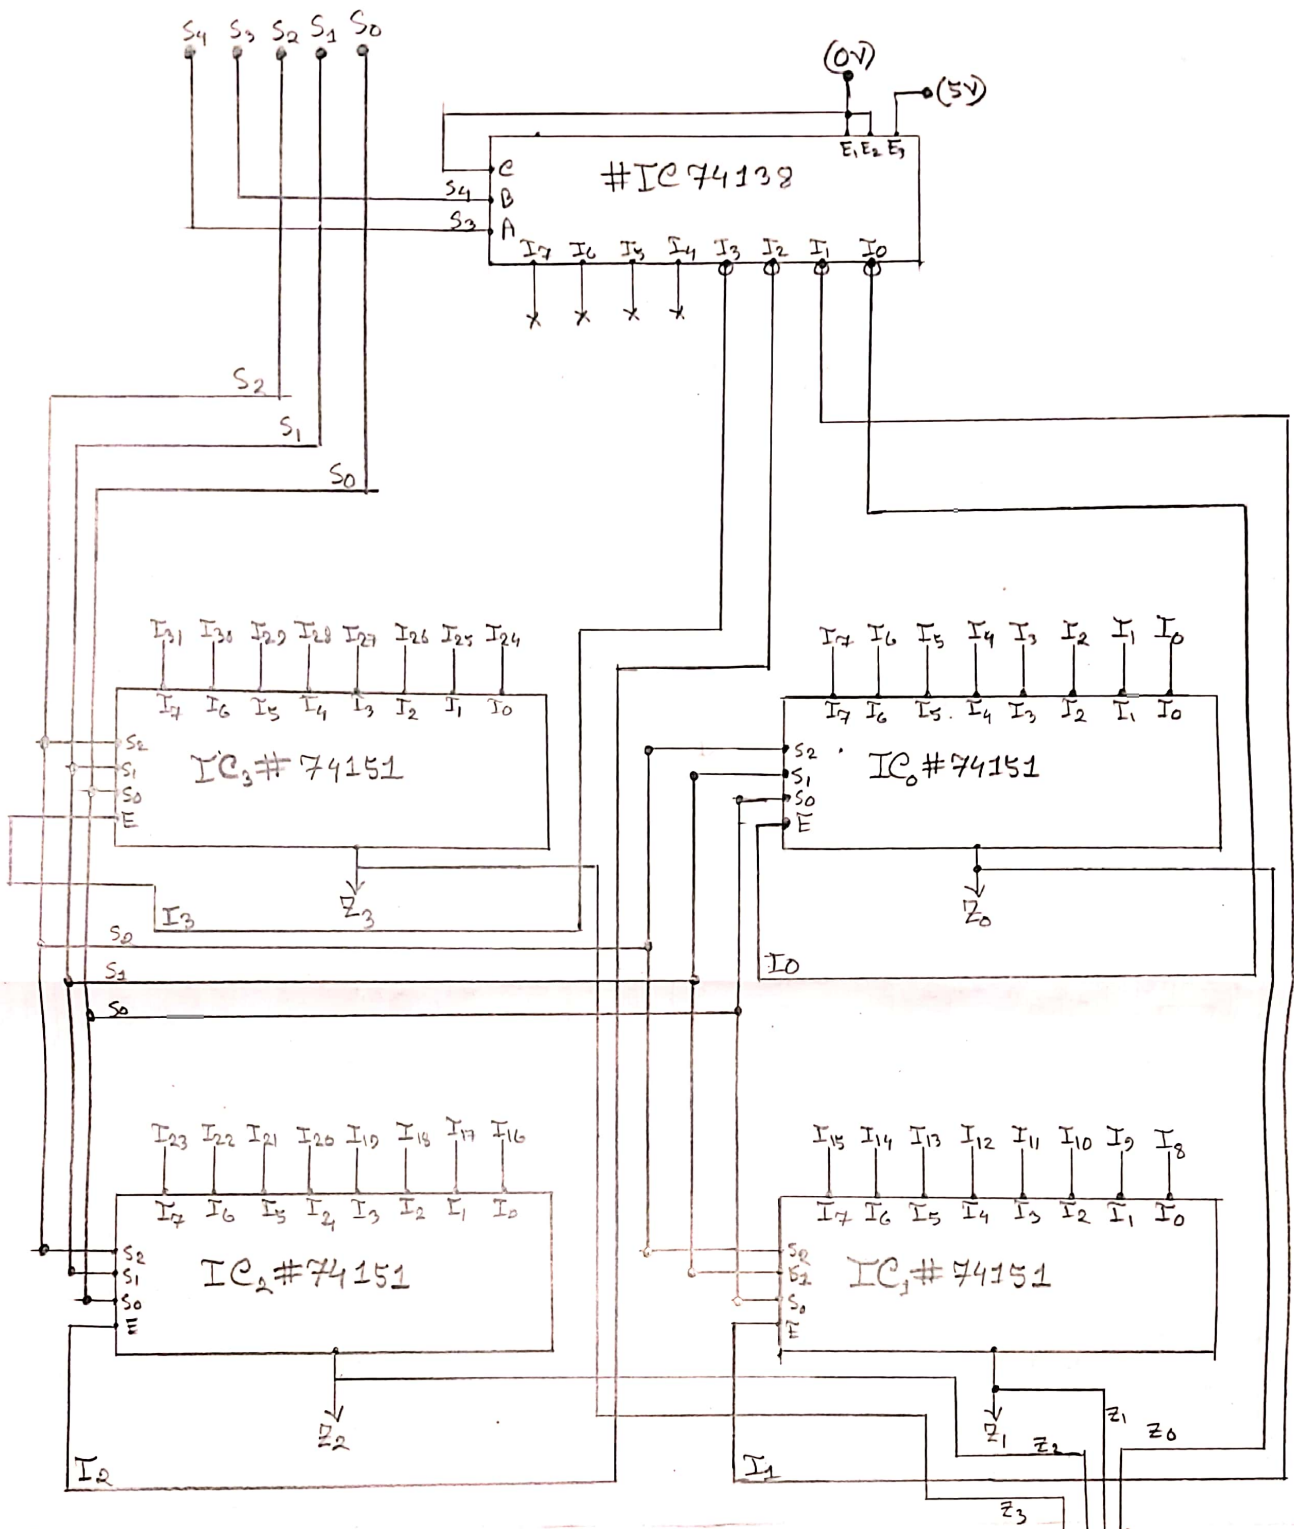 S4 S3 S2 S1 S0
(0V)
(5V)
E1 E2 E3
#IC 74138
C
S4 B
S3 A
I7 I6 I5 I4 I3 I2 I1 I0
x x x x
S2
S1
S0
I31 I30 I29 I28 I27 I26 I25 I24
I7 I6 I5 I4 I3 I2 I1 I0
S2
S1
S0
E
IC3# 74151
Z3
I3
I7 I6 I5 I4 I3 I2 I1 I0
I7 I6 I5 I4 I3 I2 I1 I0
S2
S1
S0
E
IC0#74151
Z0
I0
S2
S1
S0
I23 I22 I21 I20 I19 I18 I17 I16
I7 I6 I5 I4 I3 I2 I1 I0
S2
S1
S0
E
IC2#74151
Z2
I2
I15 I14 I13 I12 I11 I10 I9 I8
I7 I6 I5 I4 I3 I2 I1 I0
S2
S1
S0
E
IC1#74151
Z1
I1
Z1
Z0
Z2
Z3